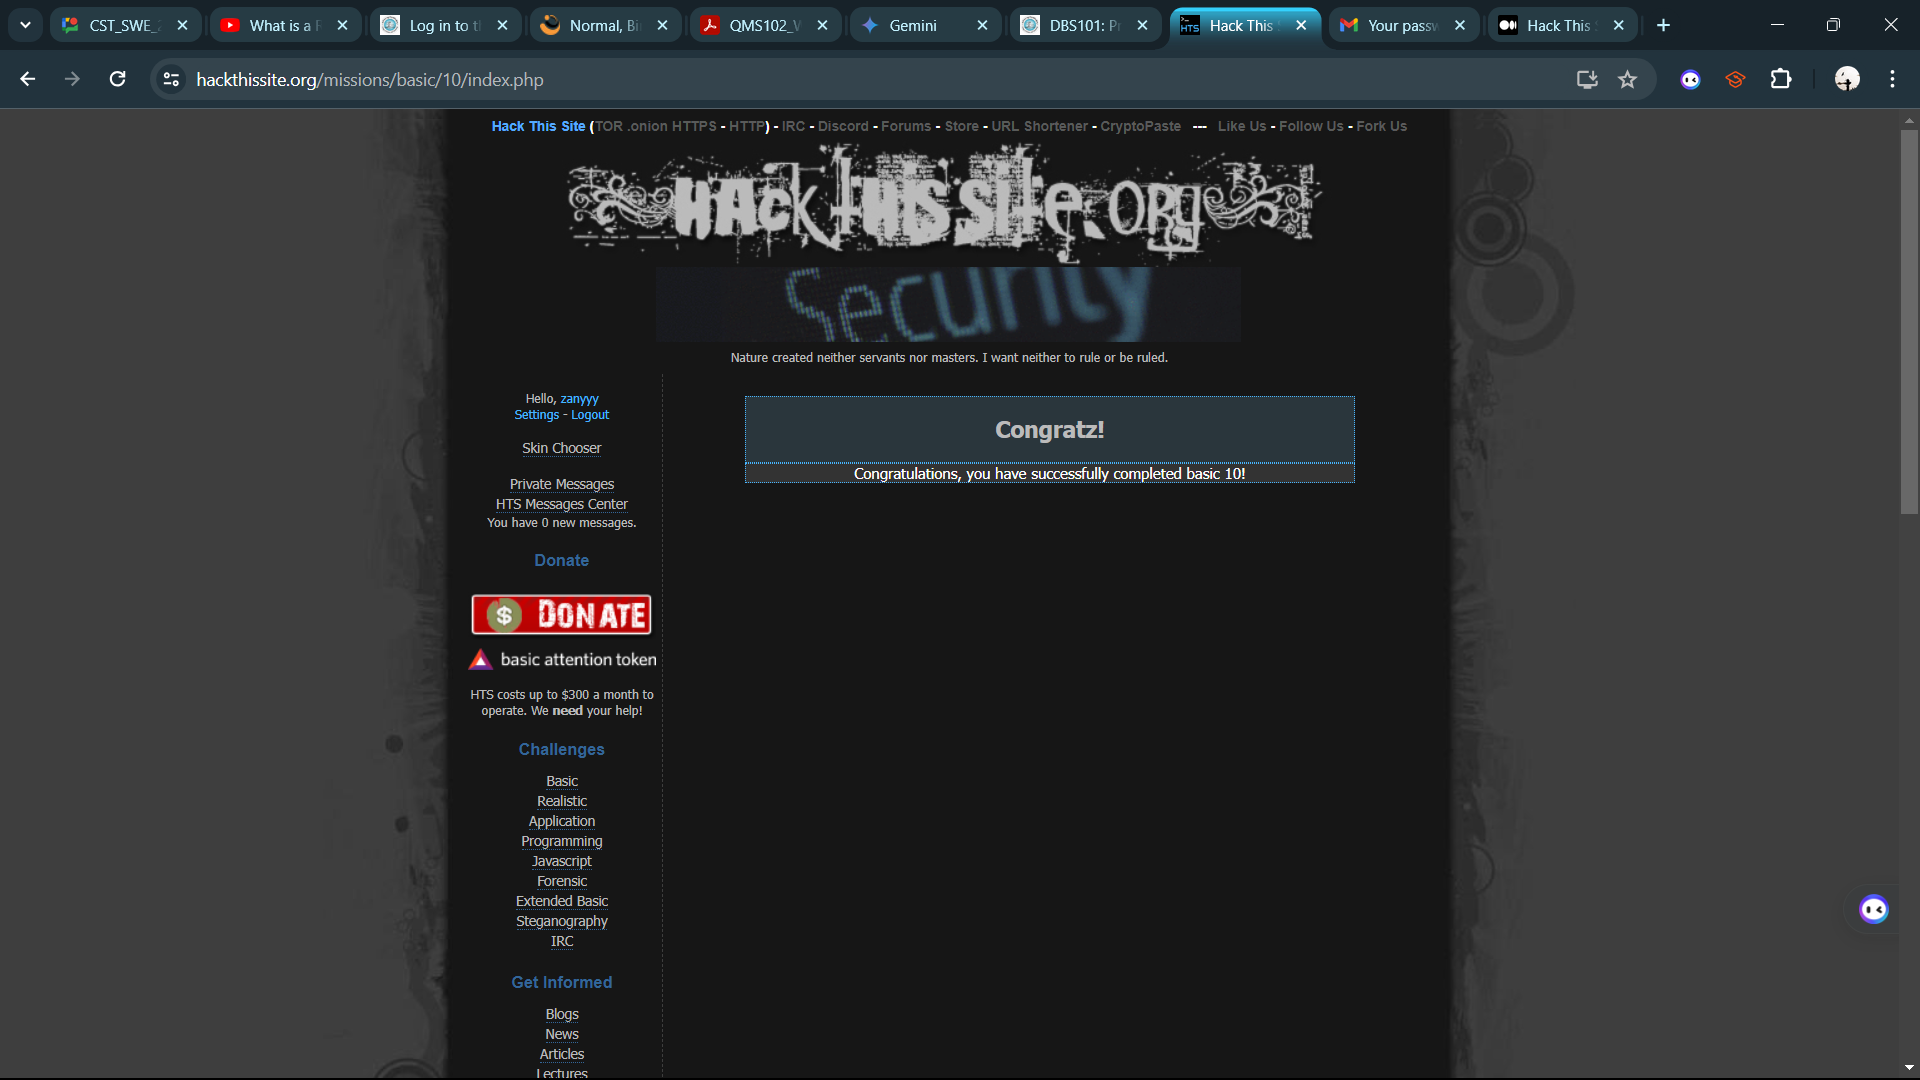 CST_SWE_2
What is a F
Log in to th
Normal, Bi
QMS102_V
Gemini
DBS101: Pr
HTS Hack This S
Your passw
Hack This S
hackthissite.org/missions/basic/10/index.php
Hack This Site (TOR .onion HTTPS - HTTP) - IRC - Discord - Forums - Store - URL Shortener - CryptoPaste --- Like Us - Follow Us - Fork Us
HACk tHis site.ORg
Security
Nature created neither servants nor masters. I want neither to rule or be ruled.
Hello, zanyyy
Settings - Logout
Skin Chooser
Private Messages
HTS Messages Center
You have 0 new messages.
Donate
$ DONATE
basic attention token
HTS costs up to $300 a month to
operate. We need your help!
Challenges
Basic
Realistic
Application
Programming
Javascript
Forensic
Extended Basic
Steganography
IRC
Get Informed
Blogs
News
Articles
Lectures
Congratz!
Congratulations, you have successfully completed basic 10!